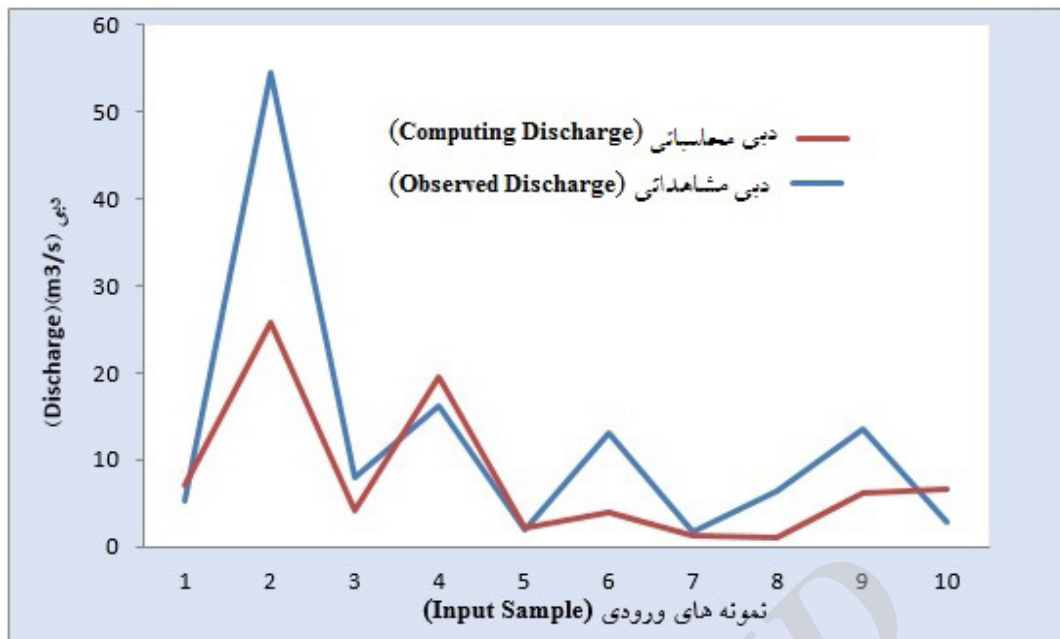 60
50
40
30
20
10
0
دبی (Discharge)(m3/s)
دبی محاسباتی (Computing Discharge)
دبی مشاهداتی (Observed Discharge)
1 2 3 4 5 6 7 8 9 10
نمونه های ورودی (Input Sample)